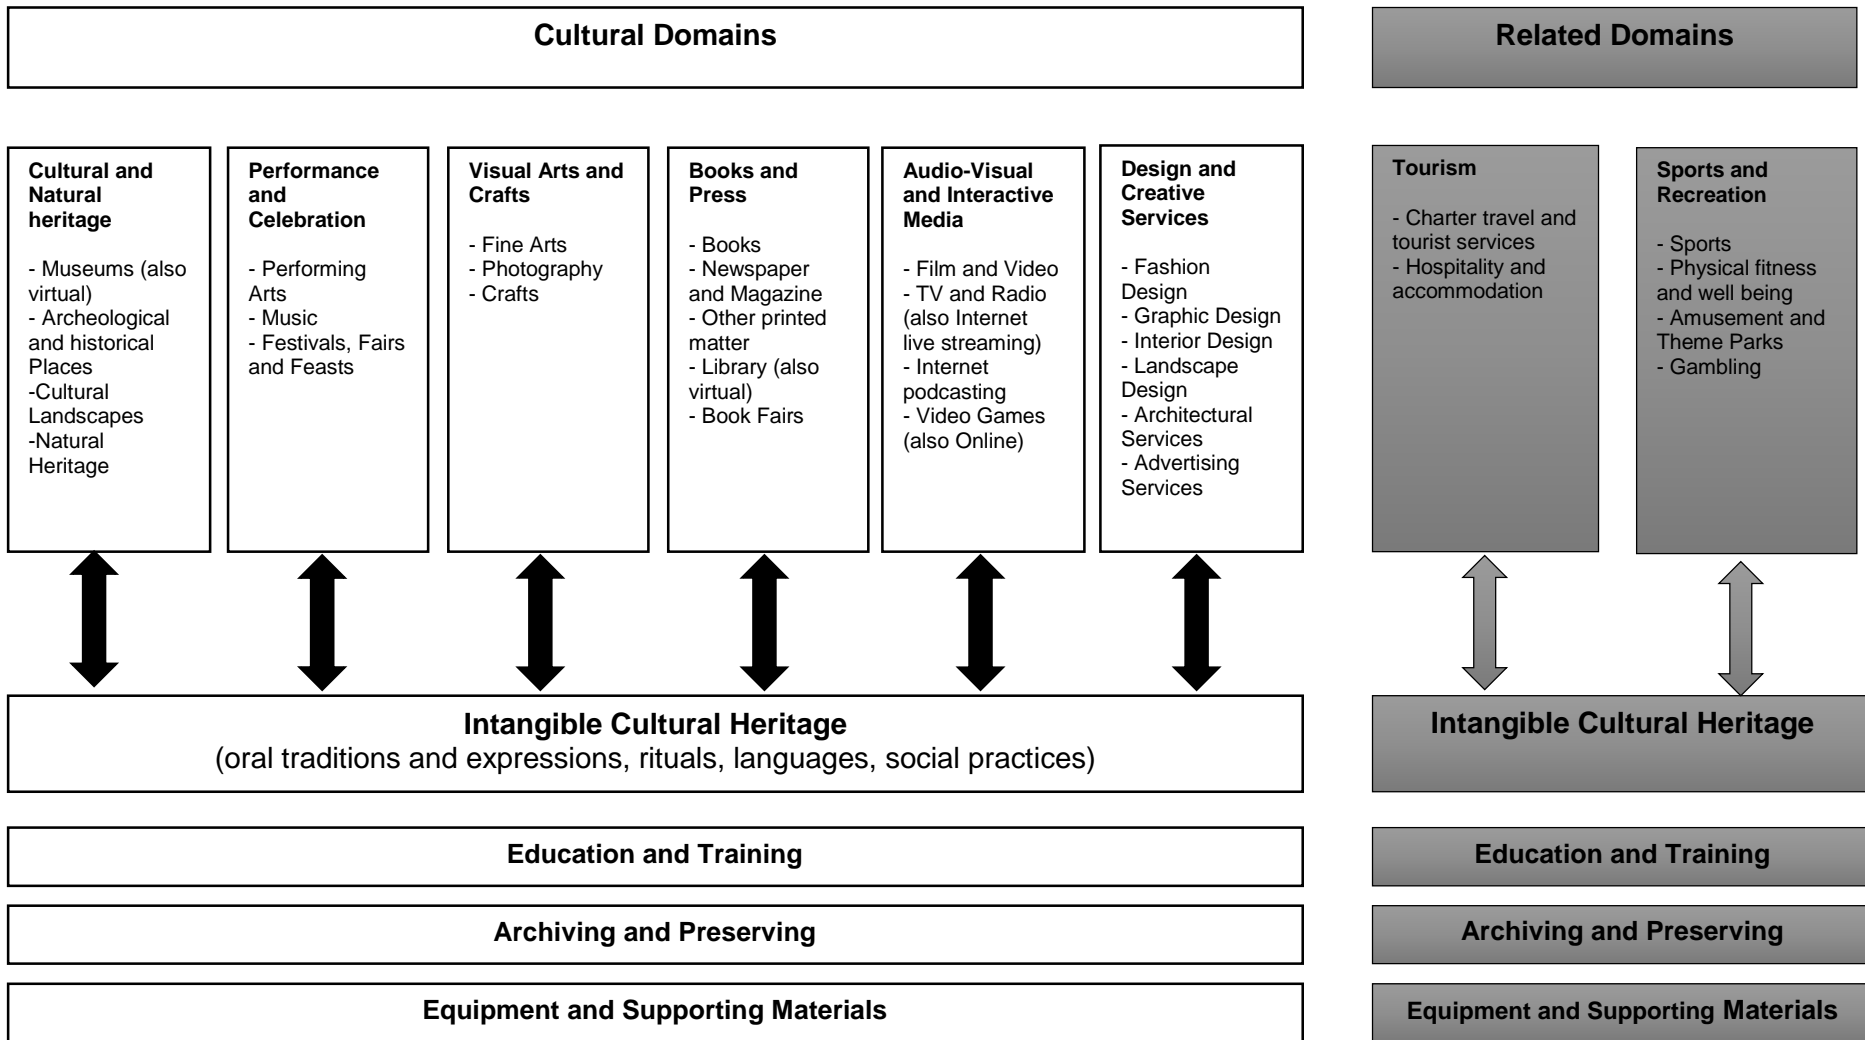 Cultural Domains
Related Domains
Cultural and
Natural
heritage
- Museums (also
virtual)
- Archeological
and historical
Places
-Cultural
Landscapes
-Natural
Heritage
Performance
and
Celebration
- Performing
Arts
- Music
- Festivals, Fairs
and Feasts
Visual Arts and
Crafts
- Fine Arts
- Photography
- Crafts
Books and
Press
- Books
- Newspaper
and Magazine
- Other printed
matter
- Library (also
virtual)
- Book Fairs
Audio-Visual
and Interactive
Media
- Film and Video
- TV and Radio
(also Internet
live streaming)
- Internet
podcasting
- Video Games
(also Online)
Design and
Creative
Services
- Fashion
Design
- Graphic Design
- Interior Design
- Landscape
Design
- Architectural
Services
- Advertising
Services
Tourism
- Charter travel and
tourist services
- Hospitality and
accommodation
Sports and
Recreation
- Sports
- Physical fitness
and well being
- Amusement and
Theme Parks
- Gambling
Intangible Cultural Heritage
(oral traditions and expressions, rituals, languages, social practices)
Intangible Cultural Heritage
Education and Training
Education and Training
Archiving and Preserving
Archiving and Preserving
Equipment and Supporting Materials
Equipment and Supporting Materials